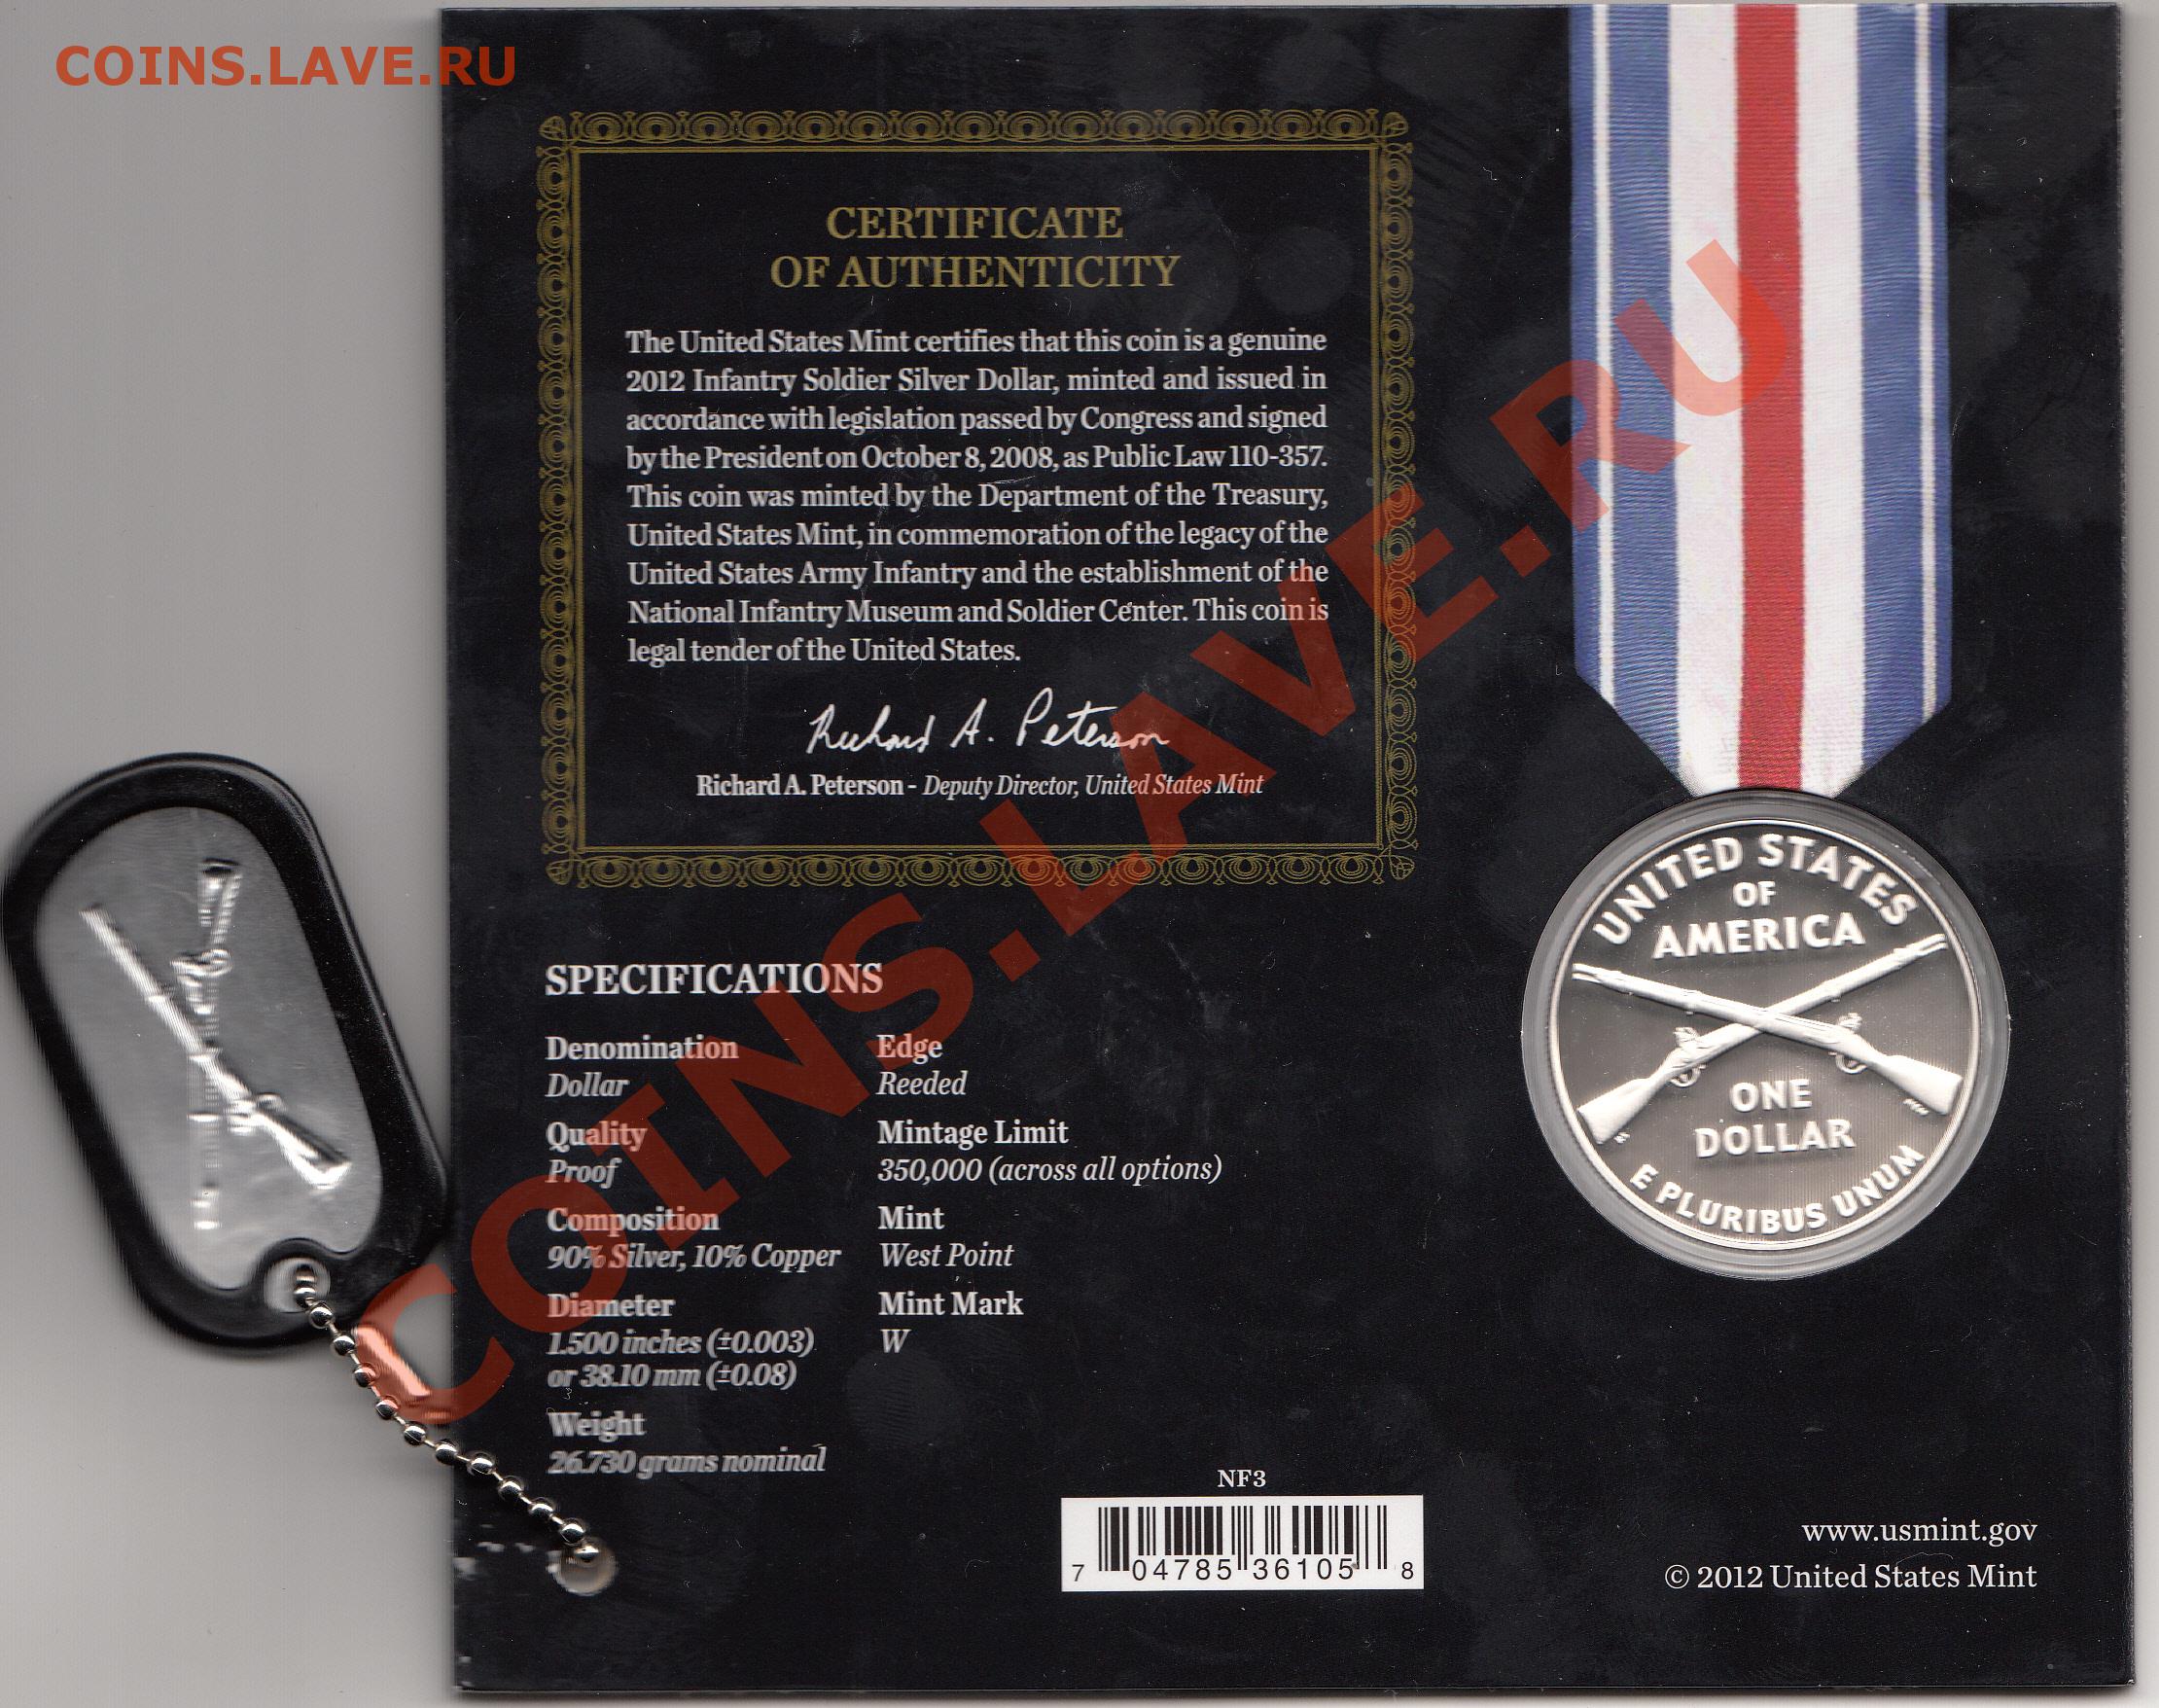 COINS.LAVE.RU
CERTIFICATE
OF AUTHENTICITY
The United States Mint certifies that this coin is a genuine
2012 Infantry Soldier Silver Dollar, minted and issued in
accordance with legislation passed by Congress and signed
by the President on October 8, 2008, as Public Law 110-357.
This coin was minted by the Department of the Treasury,
United States Mint, in commemoration of the legacy of the
United States Army Infantry and the establishment of the
National Infantry Museum and Soldier Center. This coin is
legal tender of the United States.
Richard A. Peterson
Richard A. Peterson - Deputy Director, United States Mint
SPECIFICATIONS
Denomination
Dollar
Quality
Proof
Composition
90% Silver, 10% Copper
Diameter
1.500 inches (±0.003)
or 38.10 mm (±0.08)
Weight
26.730 grams nominal
Edge
Reeded
Mintage Limit
350,000 (across all options)
Mint
West Point
Mint Mark
W
UNITED STATES
OF
AMERICA
ONE
DOLLAR
E PLURIBUS UNUM
NF3
7 04785 36105 8
www.usmint.gov
© 2012 United States Mint
COINS.LAVE.RU